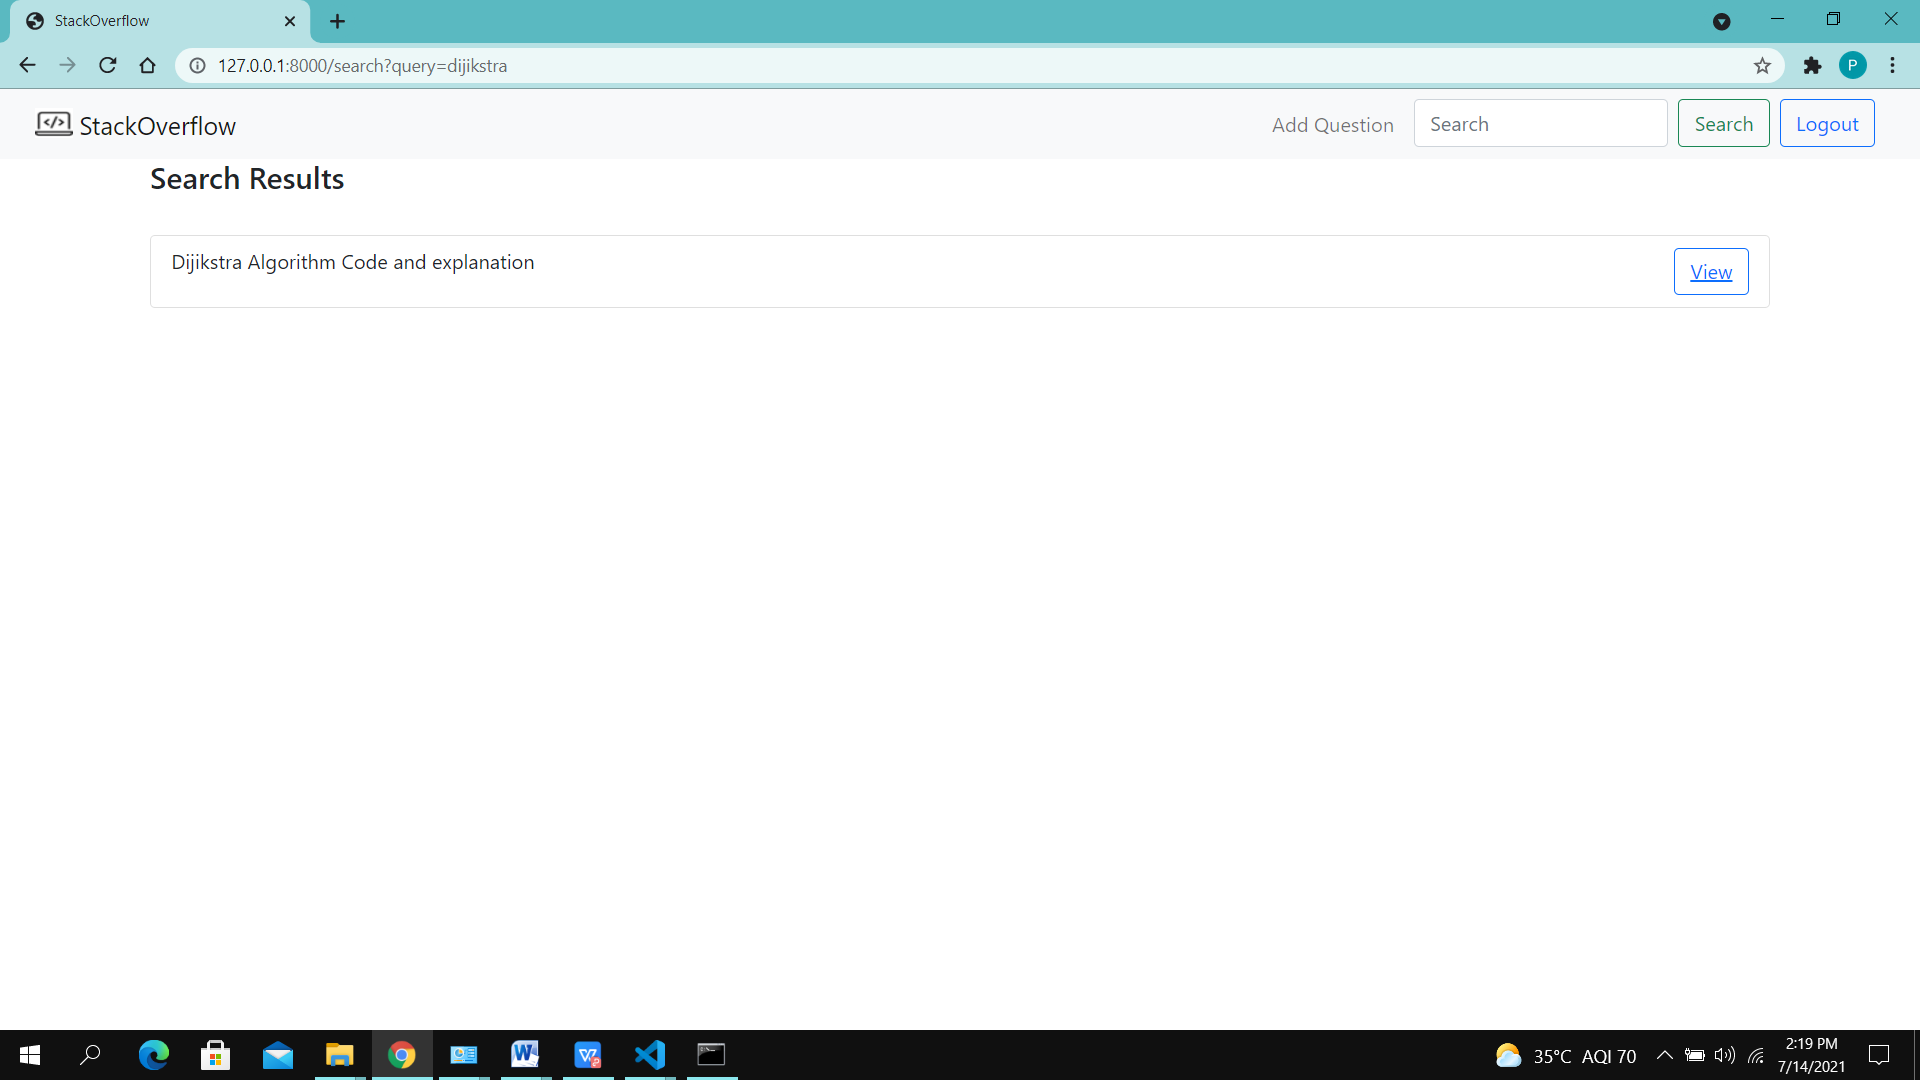 StackOverflow
127.0.0.1:8000/search?query=dijikstra
P
StackOverflow
Add Question
Search
Search
Logout
Search Results
Dijikstra Algorithm Code and explanation
View
35°C AQI 70
2:19 PM
7/14/2021